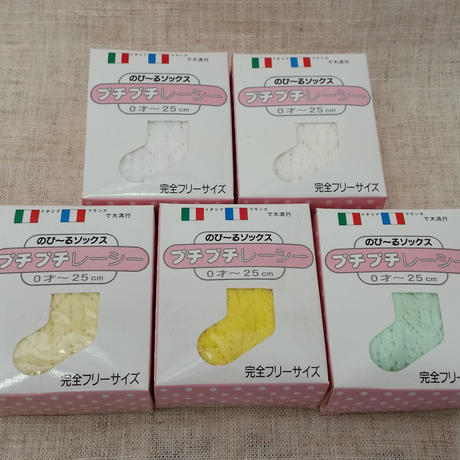 イタリア フランス で大流行
のび〜るソックス
プチプチレーシー
0才〜25cm
完全フリーサイズ
イタリア フランス で大流行
のび〜るソックス
プチプチレーシー
0才〜25cm
完全フリーサイズ
イタリア フランス で大流行
のび〜るソックス
プチプチレーシー
0才〜25cm
完全フリーサイズ
イタリア フランス で大流行
のび〜るソックス
プチプチレーシー
0才〜25cm
完全フリーサイズ
イタリア フランス で大流行
のび〜るソックス
プチプチレーシー
0才〜25cm
完全フリーサイ